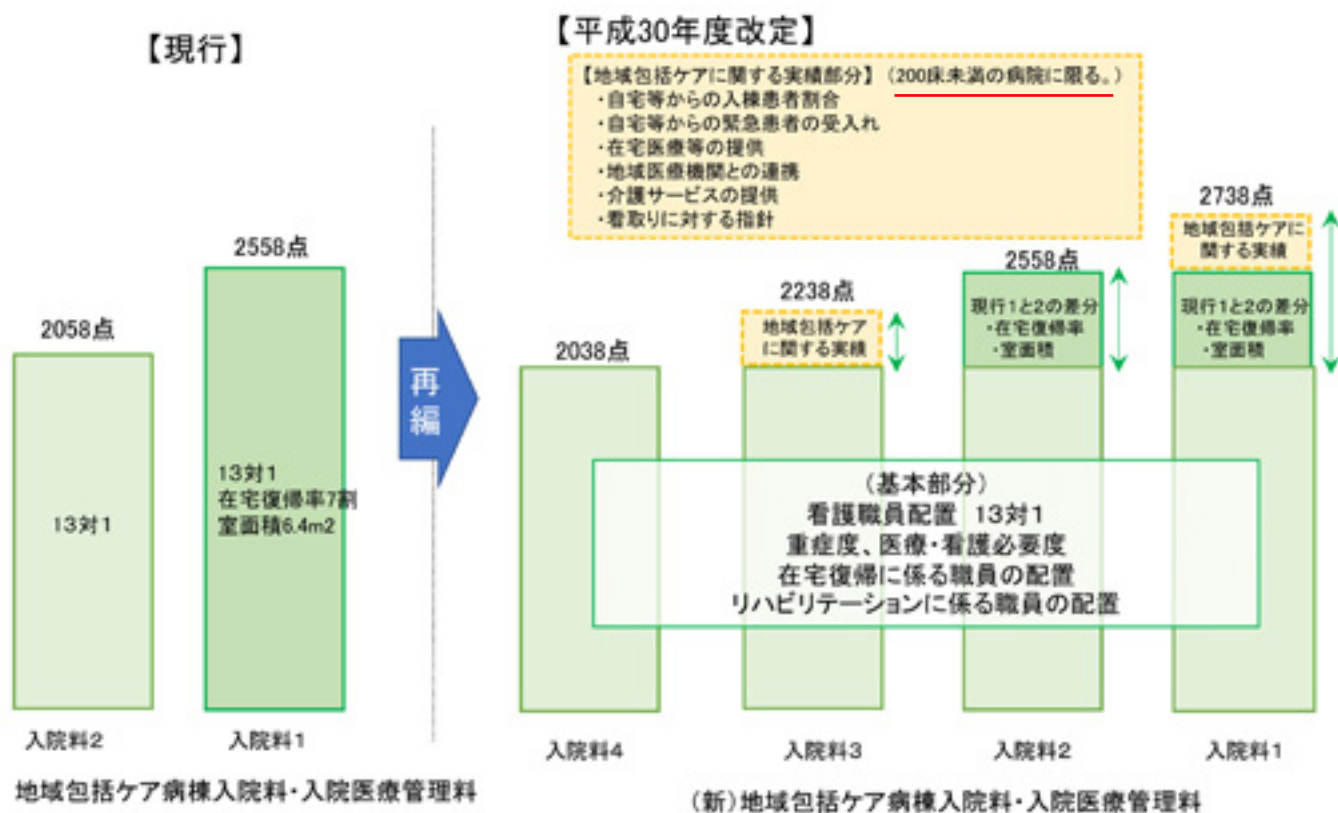 【現行】
【平成30年度改定】
【地域包括ケアに関する実績部分】 （200床未満の病院に限る。）
・自宅等からの入棟患者割合
・自宅等からの緊急患者の受入れ
・在宅医療等の提供
・地域医療機関との連携
・介護サービスの提供
・看取りに対する指針
2058点
13対1
入院料2
2558点
13対1
在宅復帰率7割
室面積6.4m2
入院料1
地域包括ケア病棟入院料・入院医療管理料
再編
2038点
入院料4
2238点
地域包括ケア
に関する実績
入院料3
2558点
現行1と2の差分
・在宅復帰率
・室面積
入院料2
2738点
地域包括ケアに
関する実績
現行1と2の差分
・在宅復帰率
・室面積
入院料1
（基本部分）
看護職員配置 13対1
重症度、医療・看護必要度
在宅復帰に係る職員の配置
リハビリテーションに係る職員の配置
（新）地域包括ケア病棟入院料・入院医療管理料